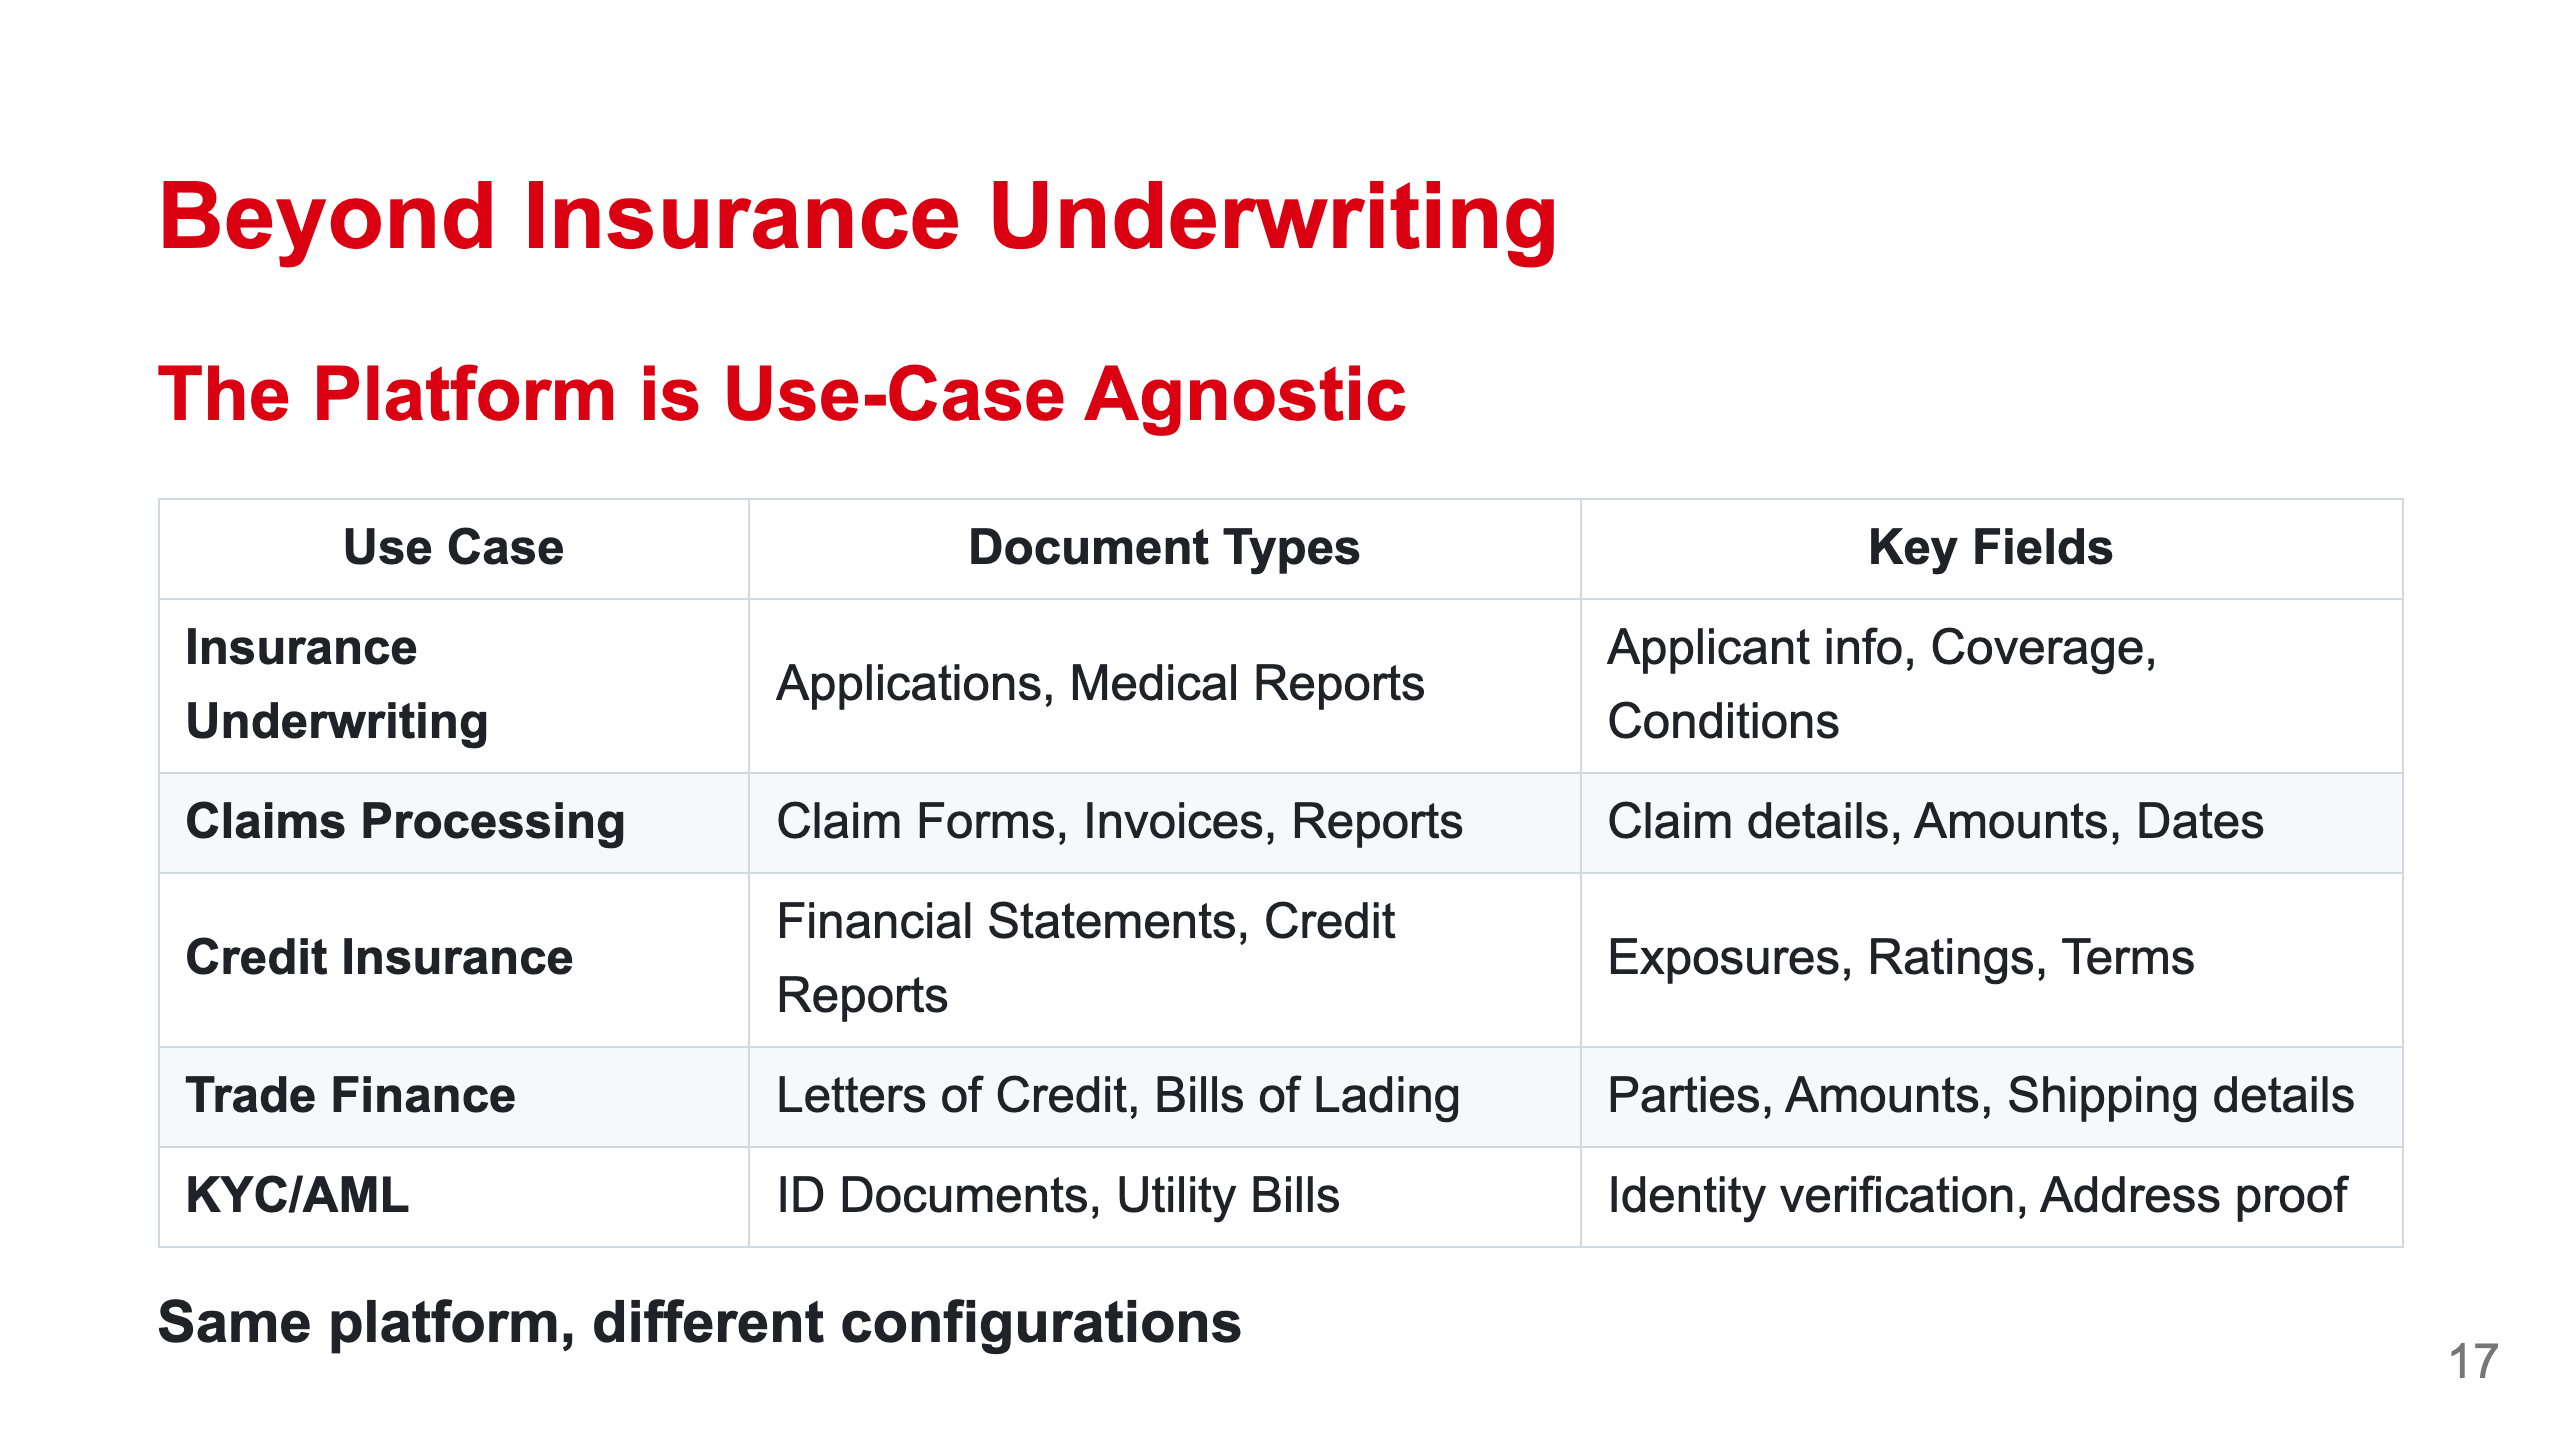 Beyond Insurance Underwriting
The Platform is Use-Case Agnostic
Use Case
Document Types
Key Fields
Insurance
Underwriting
Applications, Medical Reports
Applicant info, Coverage,
Conditions
Claims Processing
Claim Forms, Invoices, Reports
Claim details, Amounts, Dates
Credit Insurance
Financial Statements, Credit
Reports
Exposures, Ratings, Terms
Trade Finance
Letters of Credit, Bills of Lading
Parties, Amounts, Shipping details
KYC/AML
ID Documents, Utility Bills
Identity verification, Address proof
Same platform, different configurations
17